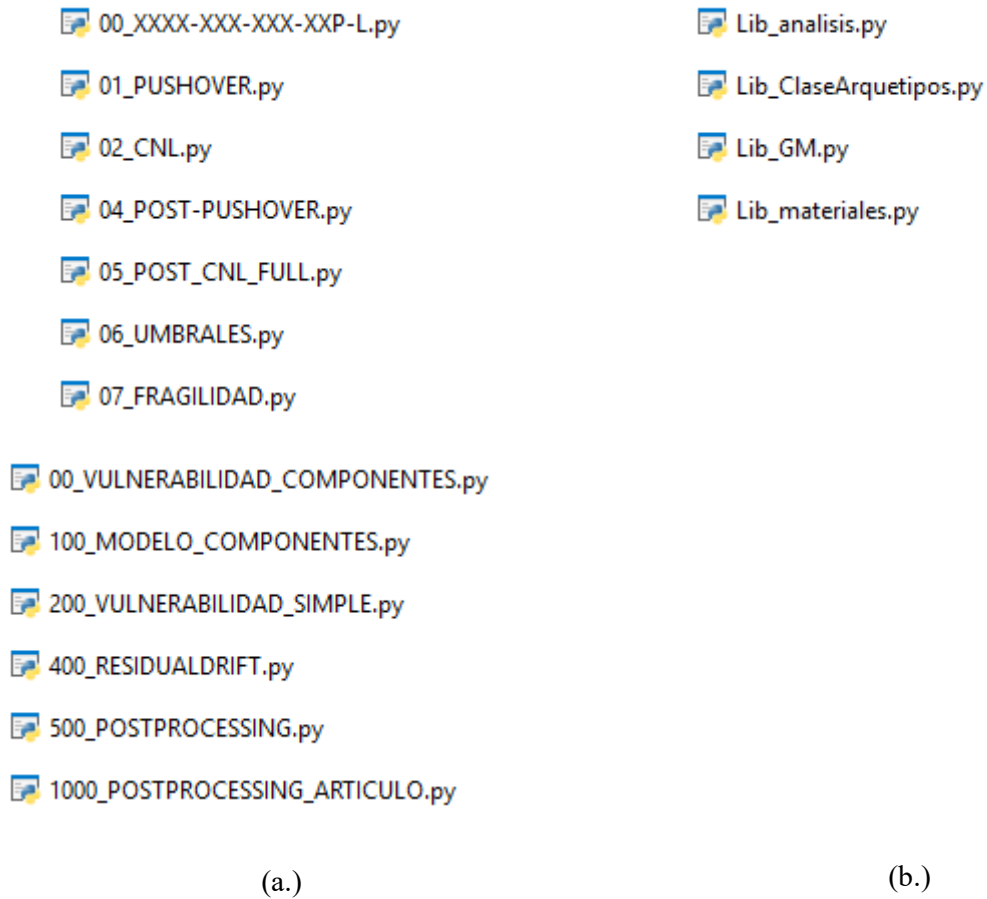 00_XXXX-XXX-XXX-XXP-L.py
01_PUSHOVER.py
02_CNL.py
04_POST-PUSHOVER.py
05_POST_CNL_FULL.py
06_UMBRALES.py
07_FRAGILIDAD.py
00_VULNERABILIDAD_COMPONENTES.py
100_MODELO_COMPONENTES.py
200_VULNERABILIDAD_SIMPLE.py
400_RESIDUALDRIFT.py
500_POSTPROCESSING.py
1000_POSTPROCESSING_ARTICULO.py
(a.)
Lib_analisis.py
Lib_ClaseArquetipos.py
Lib_GM.py
Lib_materiales.py
(b.)